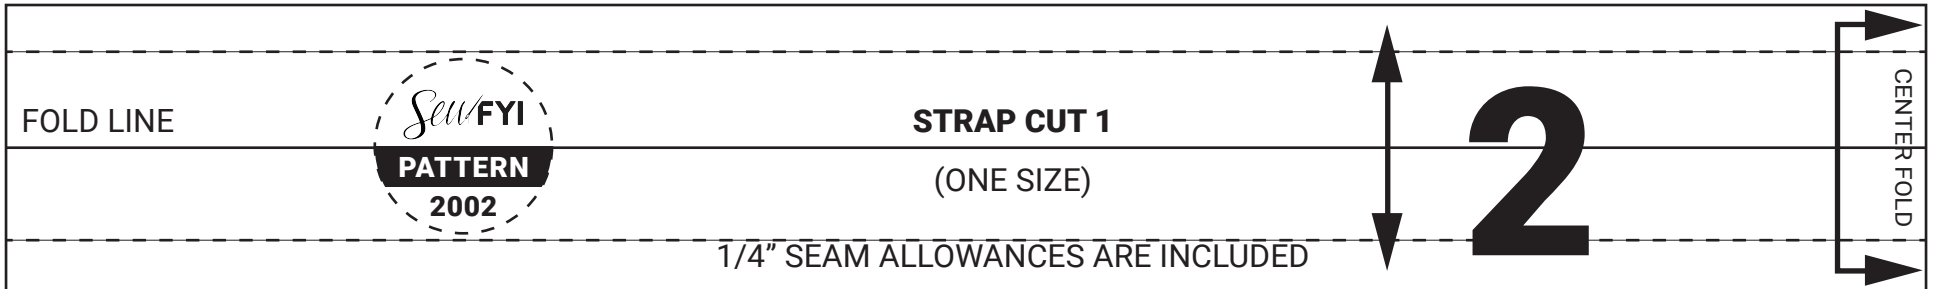 FOLD LINE
Sew/FYI
PATTERN
2002
STRAP CUT 1
(ONE SIZE)
1/4” SEAM ALLOWANCES ARE INCLUDED
2
CENTER FOLD